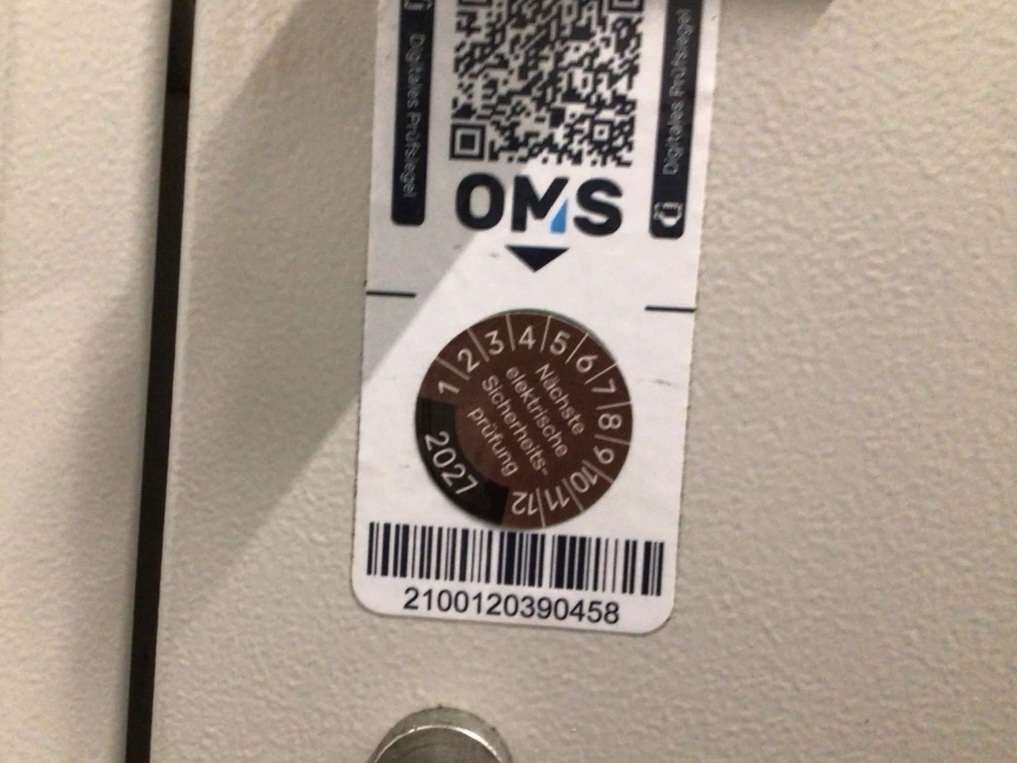 Digitales Prüfsiegel
Digitales Prüfsiegel
OMS
1 2 3 4 5 6 7 8 9 10 11 12
Nächste
elektrische
Sicherheits-
prüfung
2027
2100120390458